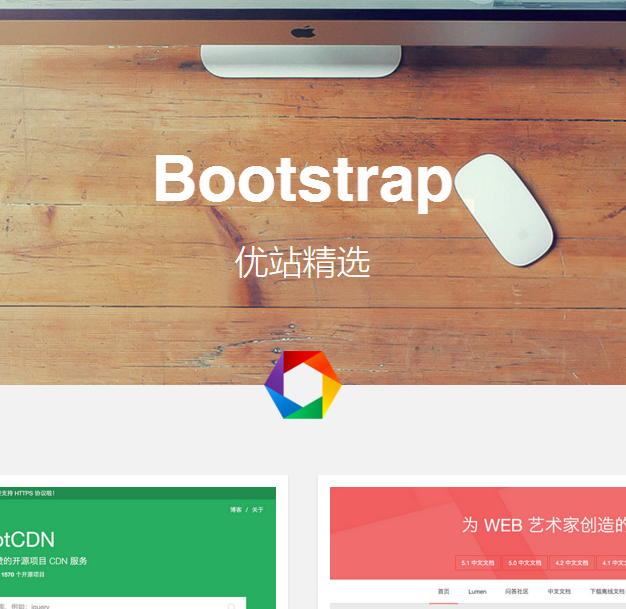 Bootstrap
优站精选
支持 HTTPS 协议啦!
博客 / 关于
otCDN
费的开源项目 CDN 服务
1570 个开源项目
例如: jquery
为 WEB 艺术家创造的
5.1 中文文档 5.0 中文文档 4.2 中文文档 4.1 中文
首页 Lumen 问答社区 中文文档 下载离线文档